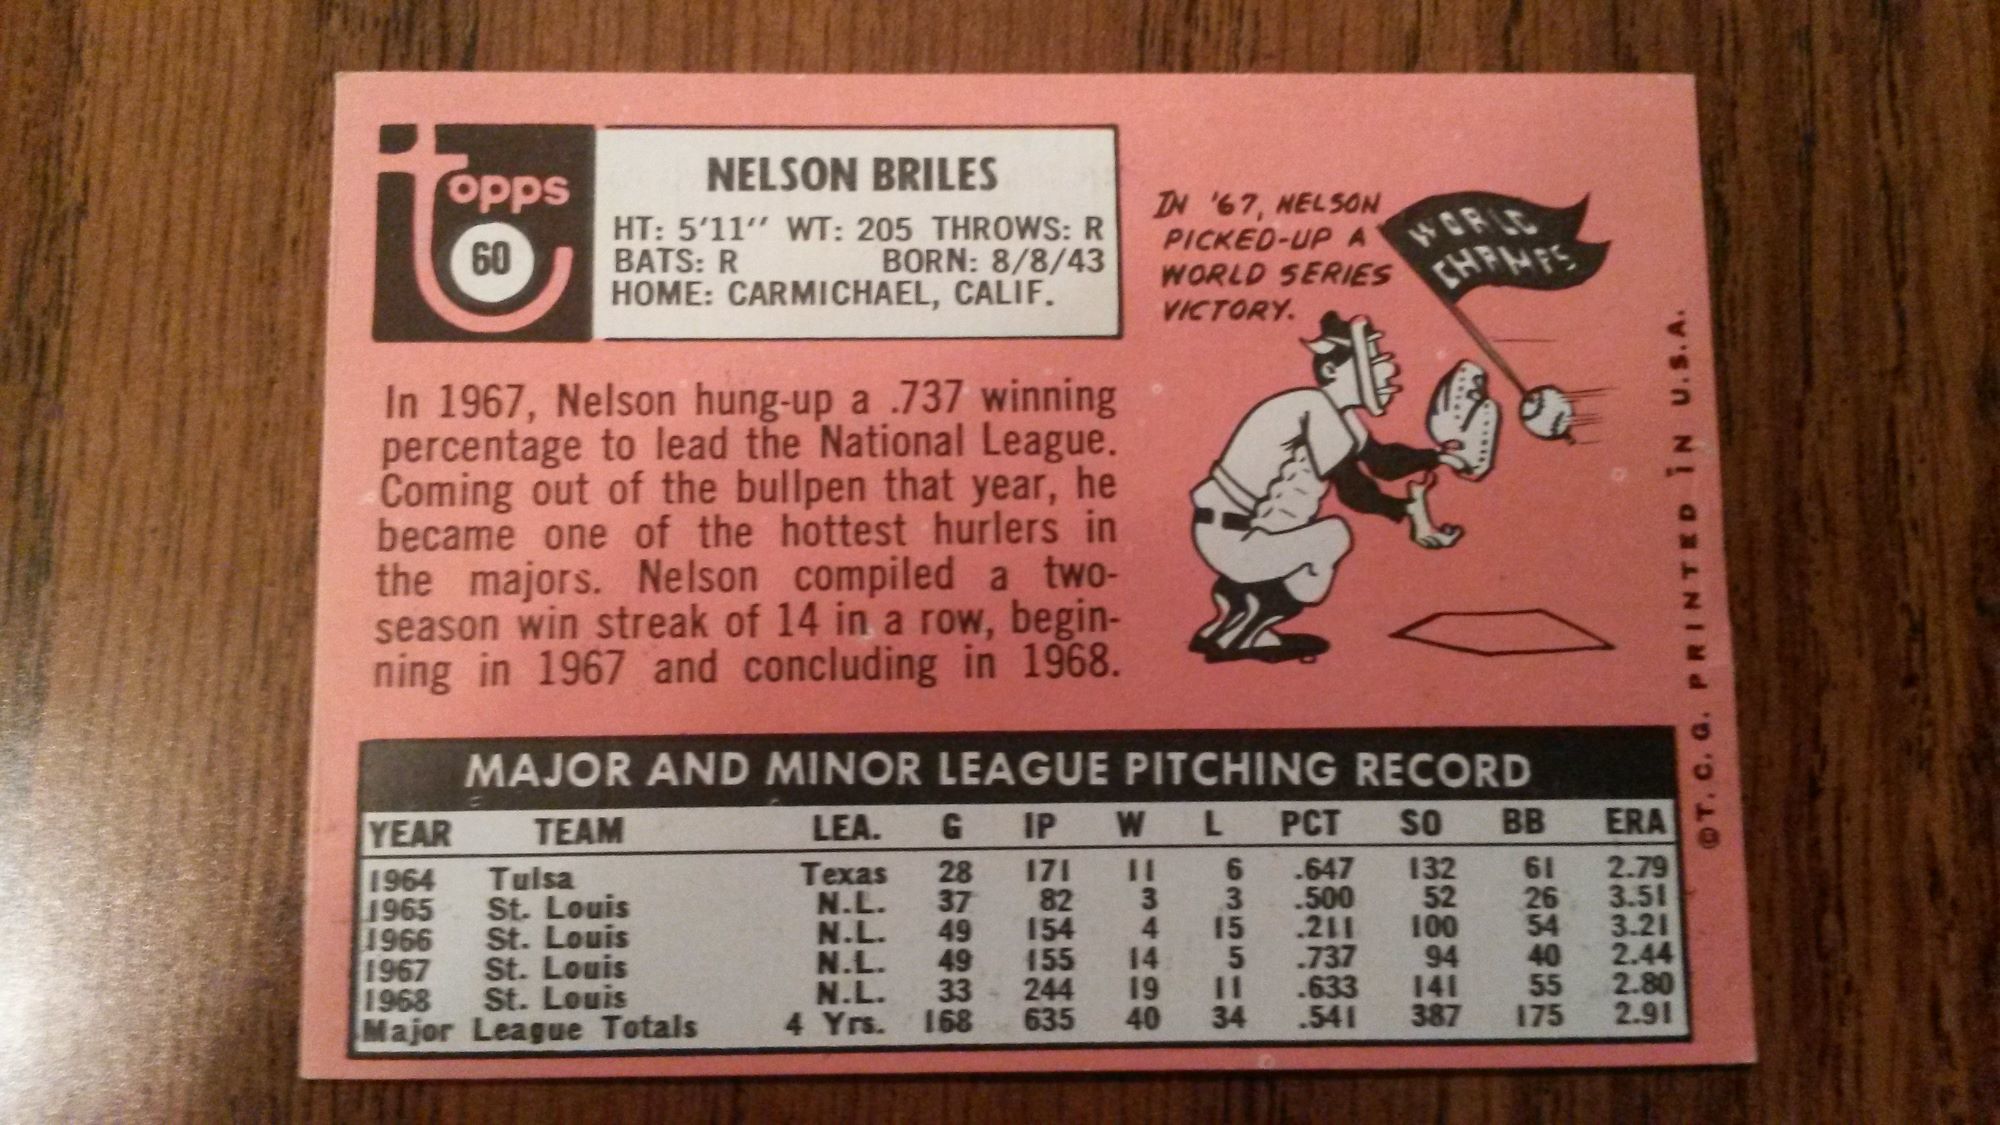 topps
60
NELSON BRILES
HT: 5'11" WT: 205 THROWS: R
BATS: R BORN: 8/8/43
HOME: CARMICHAEL, CALIF.
IN '67, NELSON
PICKED-UP A
WORLD SERIES
VICTORY.
WORLD
CHAMPS
In 1967, Nelson hung-up a .737 winning
percentage to lead the National League.
Coming out of the bullpen that year, he
became one of the hottest hurlers in
the majors. Nelson compiled a two-
season win streak of 14 in a row, begin-
ning in 1967 and concluding in 1968.
©T.C.G. PRINTED IN U.S.A.
MAJOR AND MINOR LEAGUE PITCHING RECORD
YEAR TEAM LEA. G IP W L PCT SO BB ERA
1964 Tulsa Texas 28 171 11 6 .647 132 61 2.79
1965 St. Louis N.L. 37 82 3 3 .500 52 26 3.51
1966 St. Louis N.L. 49 154 4 15 .211 100 54 3.21
1967 St. Louis N.L. 49 155 14 5 .737 94 40 2.44
1968 St. Louis N.L. 33 244 19 11 .633 141 55 2.80
Major League Totals 4 Yrs. 168 635 40 34 .541 387 175 2.91